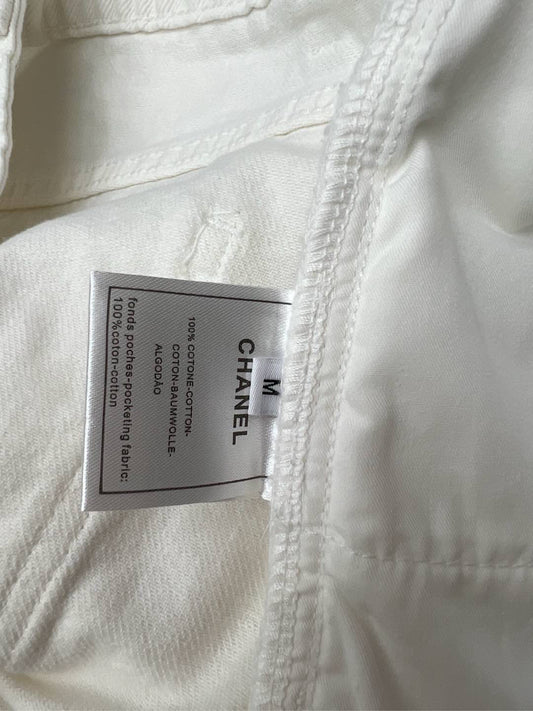 M
CHANEL
100% COTONE-COTTON-
COTON-BAUMWOLLE-
ALGODÃO
fonds poches-pocketing fabric:
100%coton-cotton